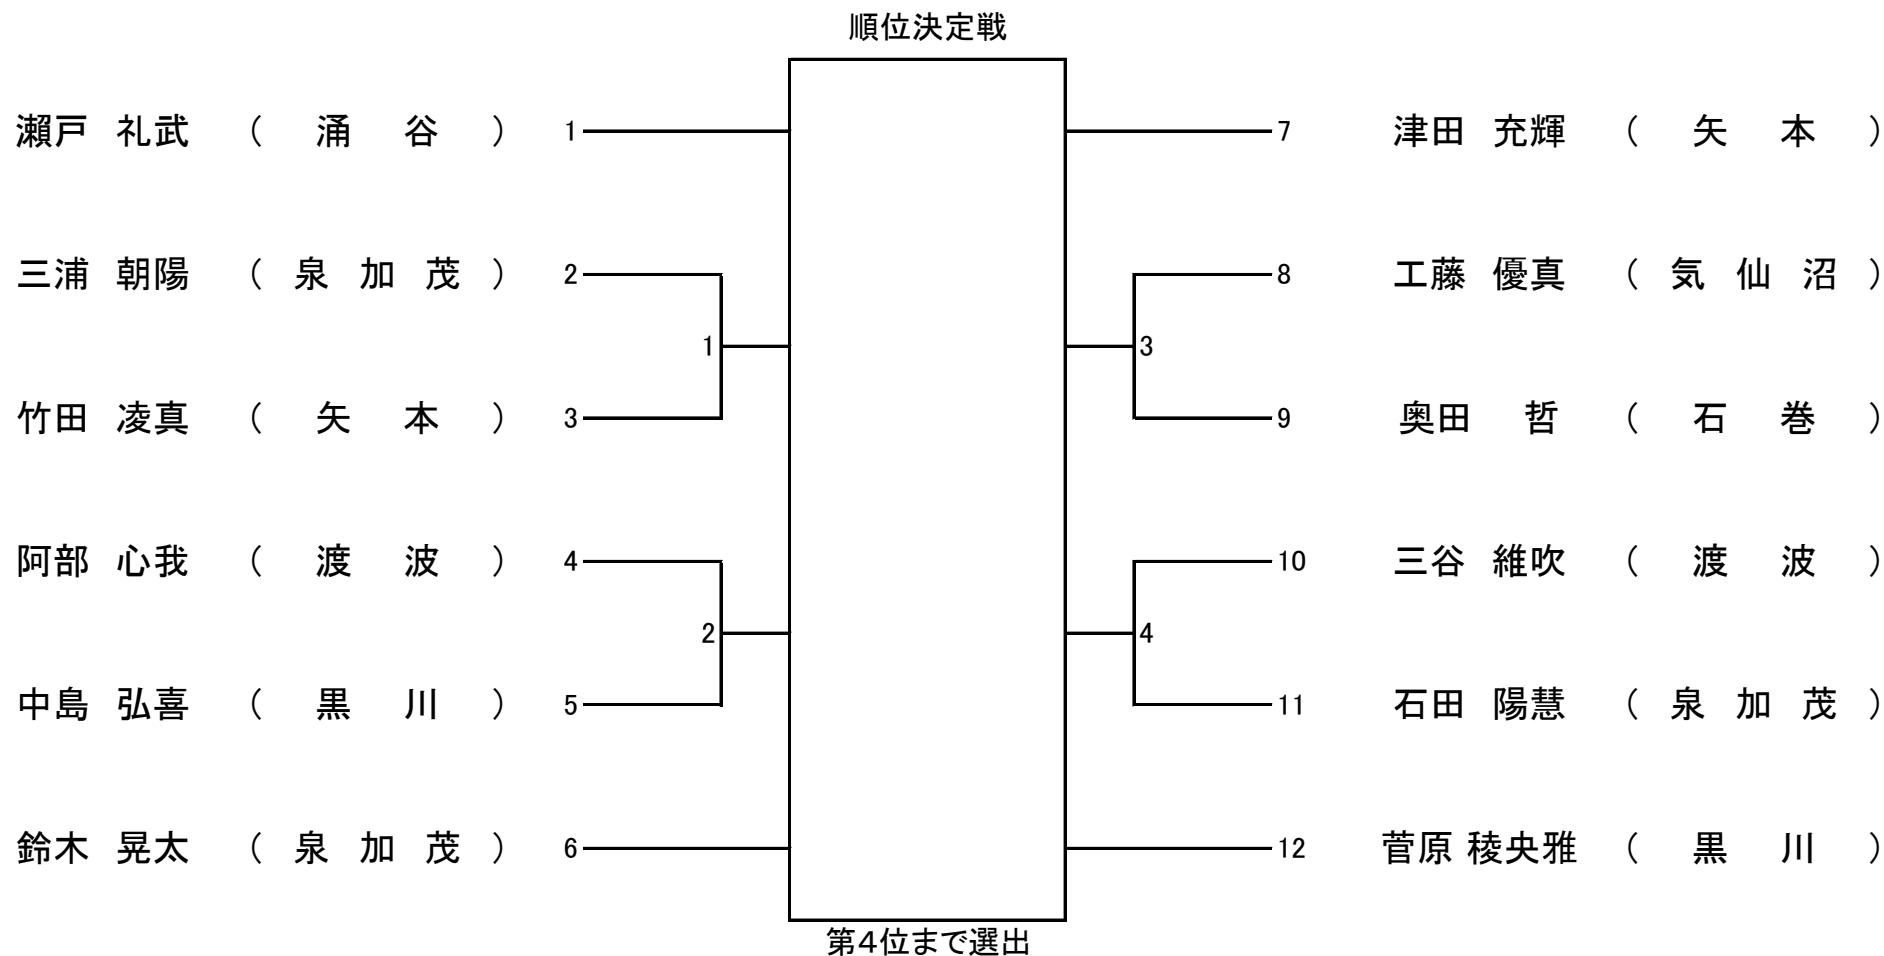 順位決定戦
瀬戸 礼武 ( 涌 谷 ) 1
7 津田 充輝 ( 矢 本 )
三浦 朝陽 ( 泉 加 茂 ) 2
8 工藤 優真 ( 気 仙 沼 )
1
3
竹田 凌真 ( 矢 本 ) 3
9 奥田 哲 ( 石 巻 )
阿部 心我 ( 渡 波 ) 4
10 三谷 維吹 ( 渡 波 )
2
4
中島 弘喜 ( 黒 川 ) 5
11 石田 陽慧 ( 泉 加 茂 )
鈴木 晃太 ( 泉 加 茂 ) 6
12 菅原 稜央雅 ( 黒 川 )
第4位まで選出